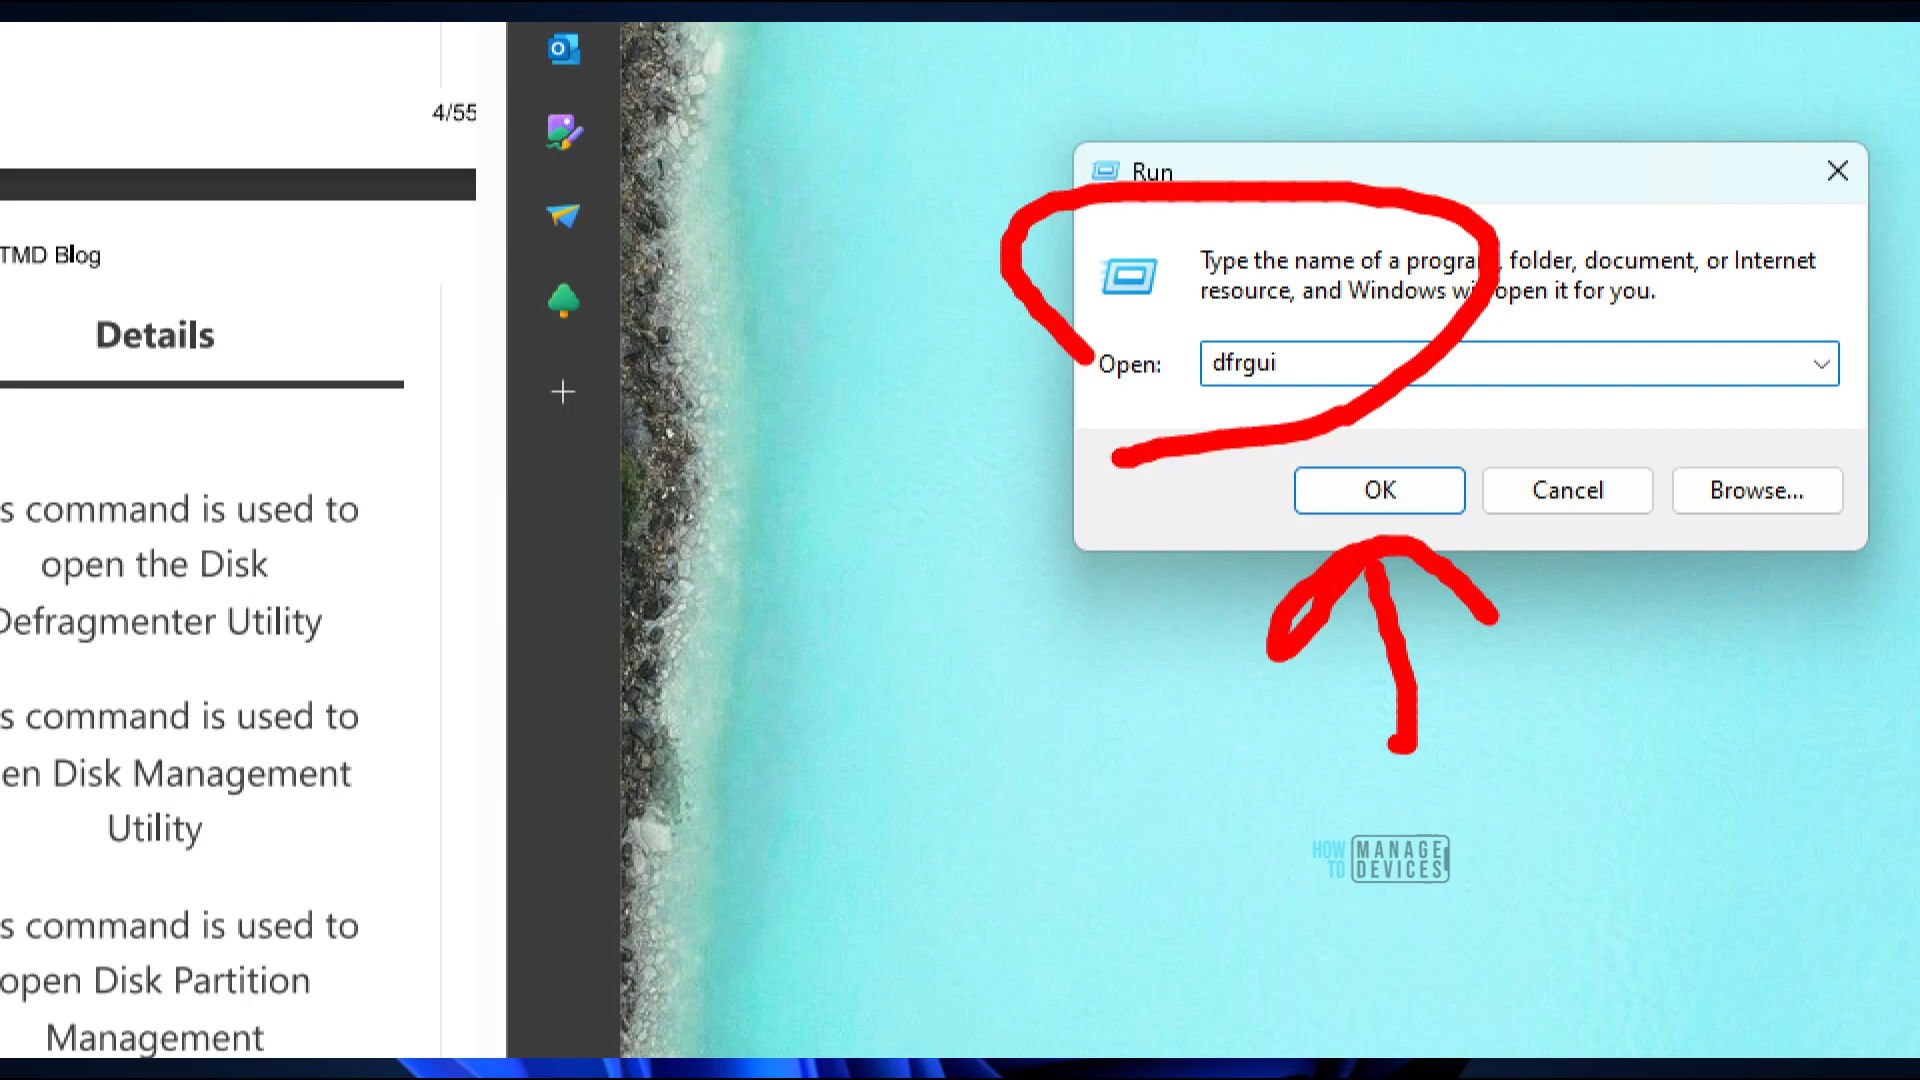 4/55
TMD Blog
Details
s command is used to
open the Disk
Defragmenter Utility
s command is used to
en Disk Management
Utility
s command is used to
open Disk Partition
Management
Run
Type the name of a program, folder, document, or Internet
resource, and Windows will open it for you.
Open: dfrgui
OK Cancel Browse...
HOW TO MANAGE DEVICES